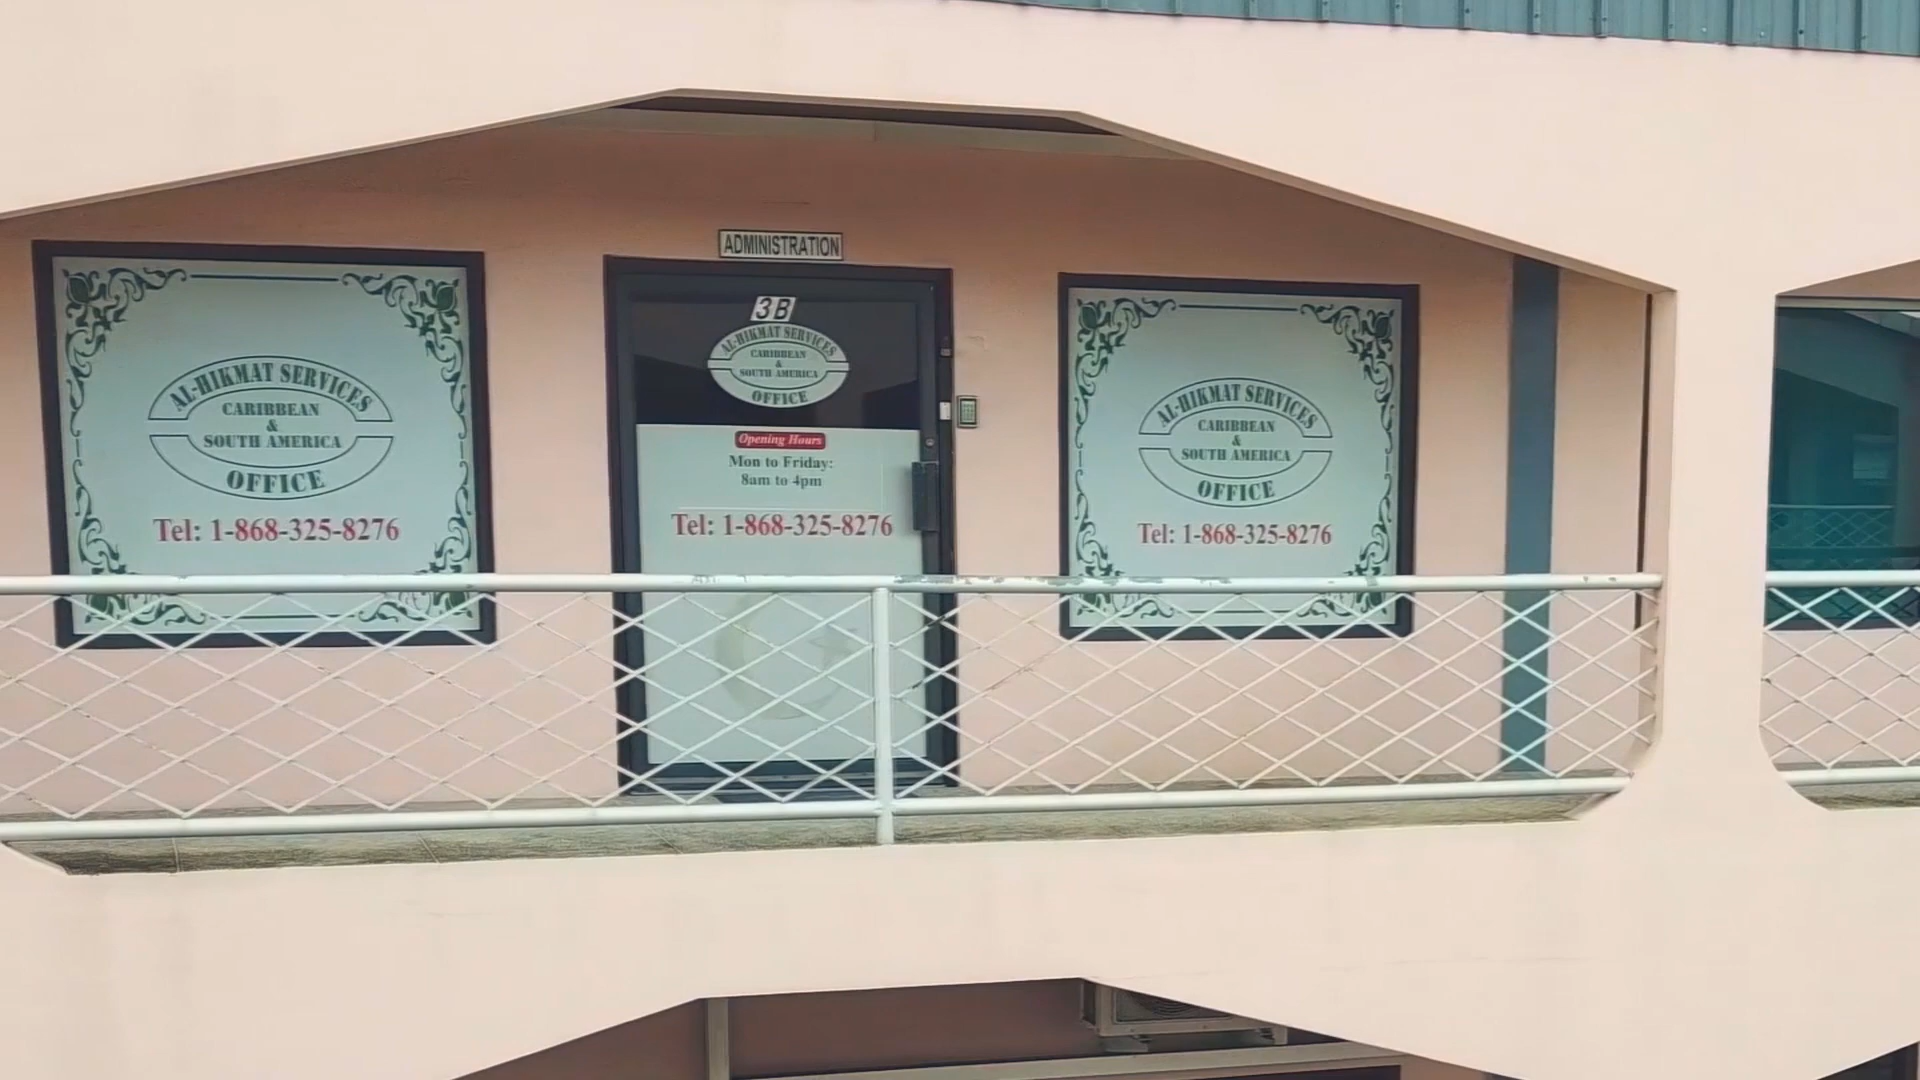 ADMINISTRATION
AL-HIKMAT SERVICES
CARIBBEAN
&
SOUTH AMERICA
OFFICE
Tel: 1-868-325-8276
3B
AL-HIKMAT SERVICES
CARIBBEAN
&
SOUTH AMERICA
OFFICE
Opening Hours
Mon to Friday:
8am to 4pm
Tel: 1-868-325-8276
AL-HIKMAT SERVICES
CARIBBEAN
&
SOUTH AMERICA
OFFICE
Tel: 1-868-325-8276